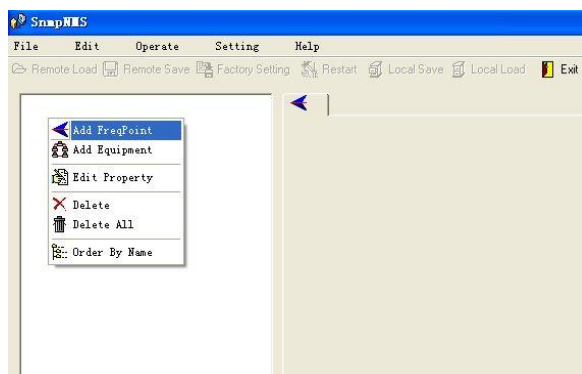 SnmpNMS
File Edit Operate Setting Help
Remote Load Remote Save Factory Setting Restart Local Save Local Load Exit
Add FreqPoint
Add Equipment
Edit Property
Delete
Delete All
Order By Name